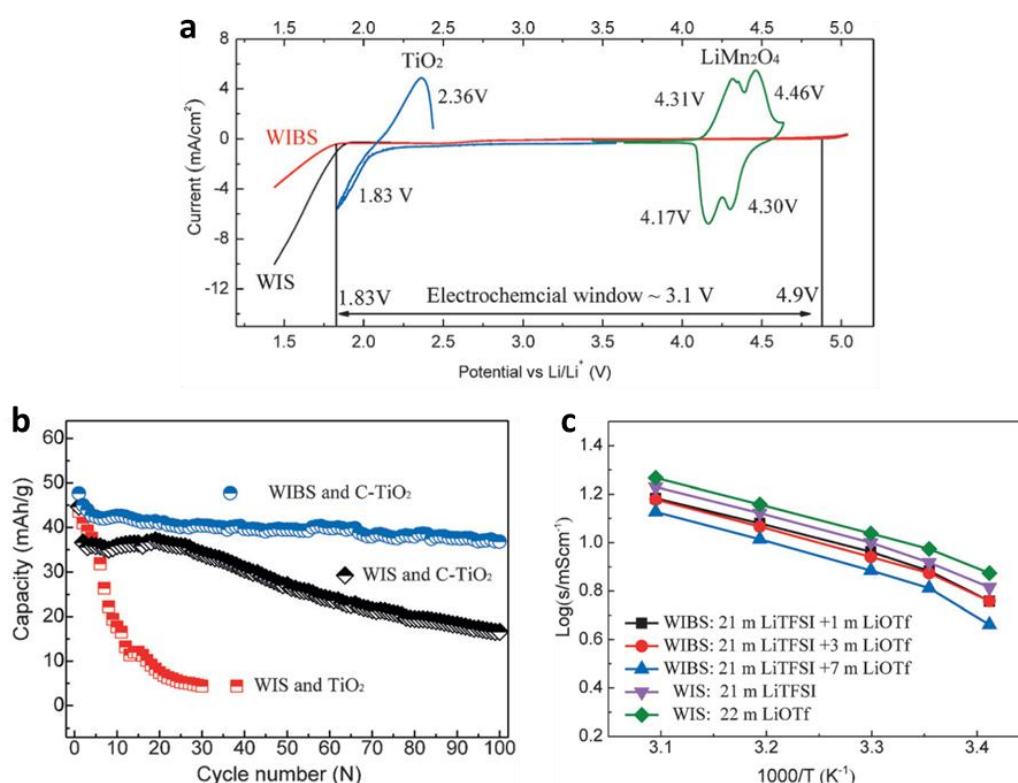 a
1.5 2.0 2.5 3.0 3.5 4.0 4.5 5.0
TiO2
LiMn2O4
2.36V
4.31V
4.46V
WIBS
1.83 V
4.17V
4.30V
WIS
1.83V
Electrochemcial window ~ 3.1 V
4.9V
8
4
0
-4
-8
-12
Current (mA/cm2)
1.5 2.0 2.5 3.0 3.5 4.0 4.5 5.0
Potential vs Li/Li+ (V)
b
60
50
40
30
20
10
0
Capacity (mAh/g)
WIBS and C-TiO2
WIS and C-TiO2
WIS and TiO2
0 10 20 30 40 50 60 70 80 90 100
Cycle number (N)
c
1.4
1.2
1.0
0.8
0.6
0.4
0.2
Log(s/mScm-1)
WIBS: 21 m LiTFSI +1 m LiOTf
WIBS: 21 m LiTFSI +3 m LiOTf
WIBS: 21 m LiTFSI +7 m LiOTf
WIS: 21 m LiTFSI
WIS: 22 m LiOTf
3.1 3.2 3.3 3.4
1000/T (K-1)